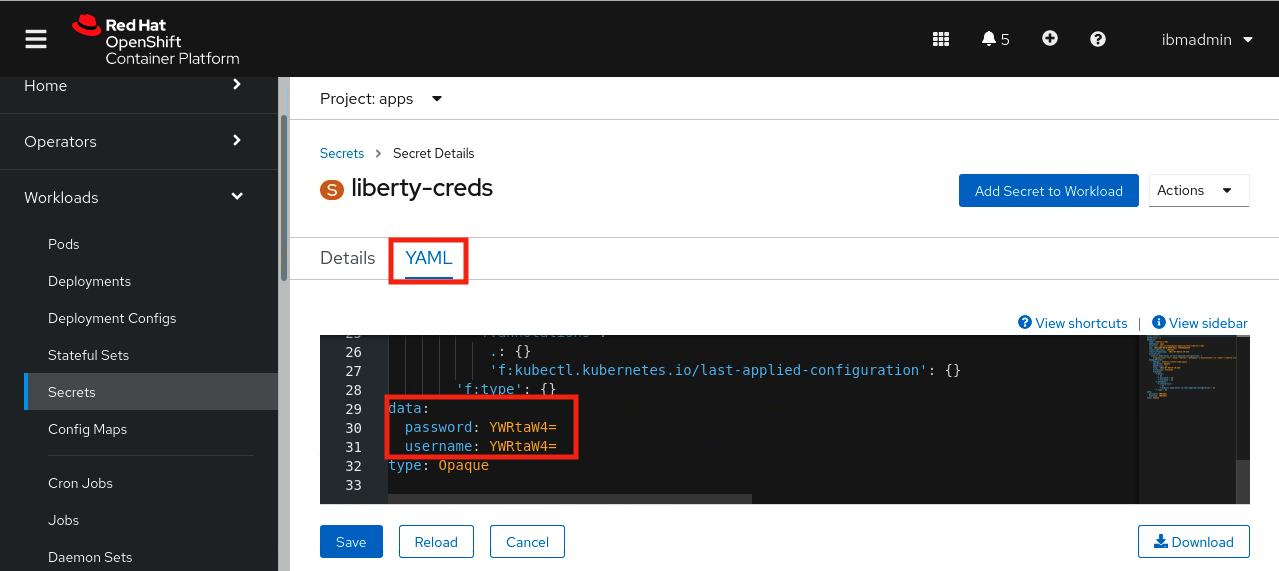 Red Hat
OpenShift
Container Platform
5
ibmadmin
Home
Operators
Workloads
Pods
Deployments
Deployment Configs
Stateful Sets
Secrets
Config Maps
Cron Jobs
Jobs
Daemon Sets
Project: apps
Secrets > Secret Details
S liberty-creds
Add Secret to Workload
Actions
Details
YAML
View shortcuts | View sidebar
26 .: {}
27 'f:kubectl.kubernetes.io/last-applied-configuration': {}
28 'f:type': {}
29 data:
30 password: YWRtaW4=
31 username: YWRtaW4=
32 type: Opaque
33
Save
Reload
Cancel
Download